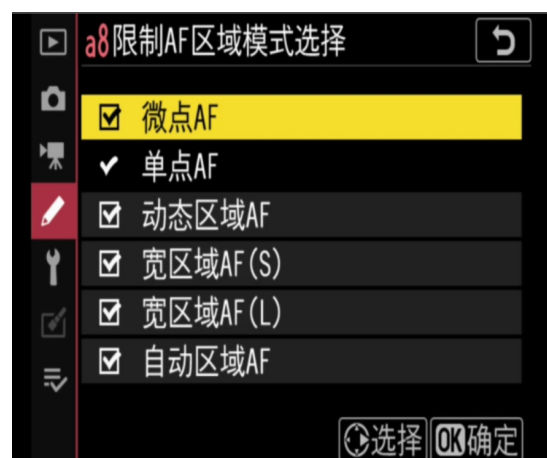 a8限制AF区域模式选择
微点AF
单点AF
动态区域AF
宽区域AF(S)
宽区域AF(L)
自动区域AF
选择 OK确定